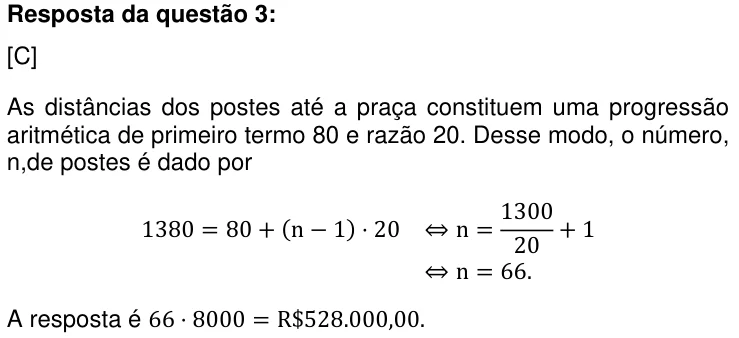 Resposta da questão 3:
[C]
As distâncias dos postes até a praça constituem uma progressão
aritmética de primeiro termo 80 e razão 20. Desse modo, o número,
n,de postes é dado por
1380 = 80 + (n − 1) · 20 ⇔ n = 1300/20 + 1
⇔ n = 66.
A resposta é 66 · 8000 = R$528.000,00.